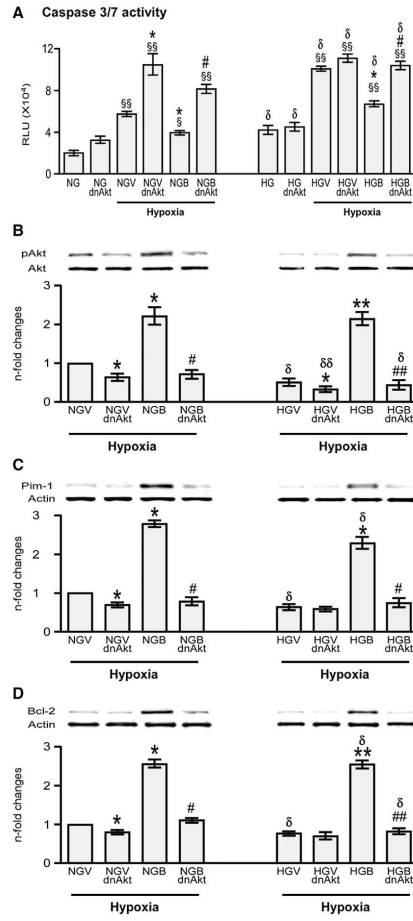 A Caspase 3/7 activity
RLU (X10⁴)
12
8
4
0
§§
*
§§
*
§
#
§§
δ
δ
δ
§§
δ
§§
δ
*
§§
δ
#
§§
NG
NG dnAkt
NGV
NGV dnAkt
NGB
NGB dnAkt
HG
HG dnAkt
HGV
HGV dnAkt
HGB
HGB dnAkt
Hypoxia
Hypoxia
B
pAkt
Akt
n-fold changes
3
2
1
0
*
*
#
δ
δδ
*
**
δ
##
NGV
NGV dnAkt
NGB
NGB dnAkt
HGV
HGV dnAkt
HGB
HGB dnAkt
Hypoxia
Hypoxia
C
Pim-1
Actin
n-fold changes
3
2
1
0
*
*
#
δ
δ
*
#
NGV
NGV dnAkt
NGB
NGB dnAkt
HGV
HGV dnAkt
HGB
HGB dnAkt
Hypoxia
Hypoxia
D
Bcl-2
Actin
n-fold changes
3
2
1
0
*
*
#
δ
δ
**
δ
##
NGV
NGV dnAkt
NGB
NGB dnAkt
HGV
HGV dnAkt
HGB
HGB dnAkt
Hypoxia
Hypoxia